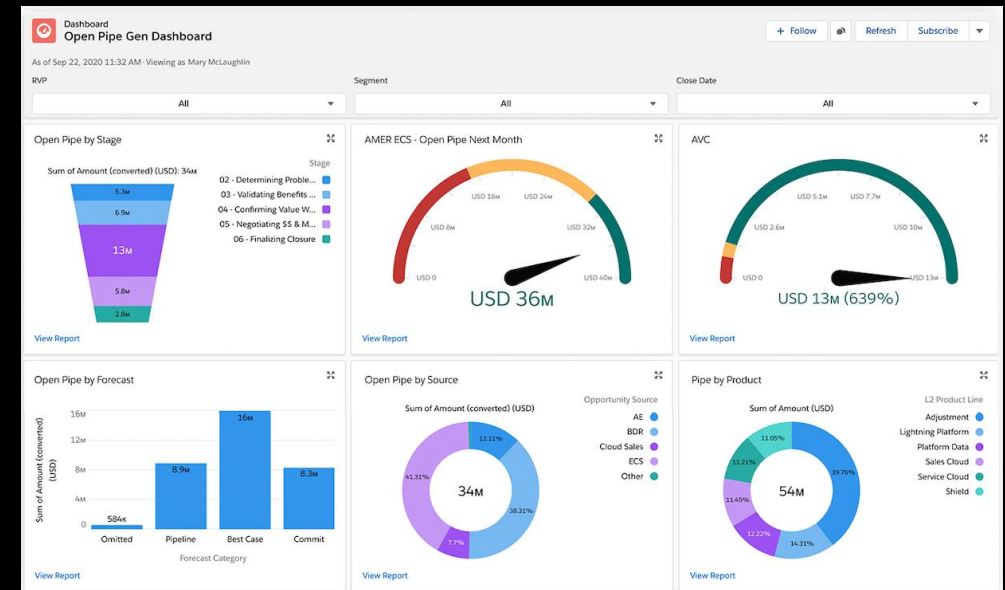 Dashboard
Open Pipe Gen Dashboard
+ Follow
Refresh
Subscribe
As of Sep 22, 2020 11:32 AM·Viewing as Mary McLaughlin
RVP
All
Segment
All
Close Date
All
Open Pipe by Stage
Sum of Amount (converted) (USD): 34M
5.3M
6.9M
13M
5.8M
2.8M
Stage
02 - Determining Proble...
03 - Validating Benefits ...
04 - Confirming Value W...
05 - Negotiating $$ & M...
06 - Finalizing Closure
View Report
AMER ECS - Open Pipe Next Month
USD 0
USD 8M
USD 16M
USD 24M
USD 32M
USD 40M
USD 36M
View Report
AVC
USD 0
USD 2.6M
USD 5.1M
USD 7.7M
USD 10M
USD 13M
USD 13M (639%)
View Report
Open Pipe by Forecast
Sum of Amount (converted)
(USD)
16M
12M
8M
4M
0
584K
8.9M
16M
8.3M
Omitted
Pipeline
Best Case
Commit
Forecast Category
View Report
Open Pipe by Source
Sum of Amount (converted) (USD)
12.11%
38.31%
7.7%
41.31%
34M
Opportunity Source
AE
BDR
Cloud Sales
ECS
Other
View Report
Pipe by Product
Sum of Amount (USD)
39.76%
14.31%
12.22%
11.45%
11.21%
11.05%
54M
L2 Product Line
Adjustment
Lightning Platform
Platform Data
Sales Cloud
Service Cloud
Shield
View Report